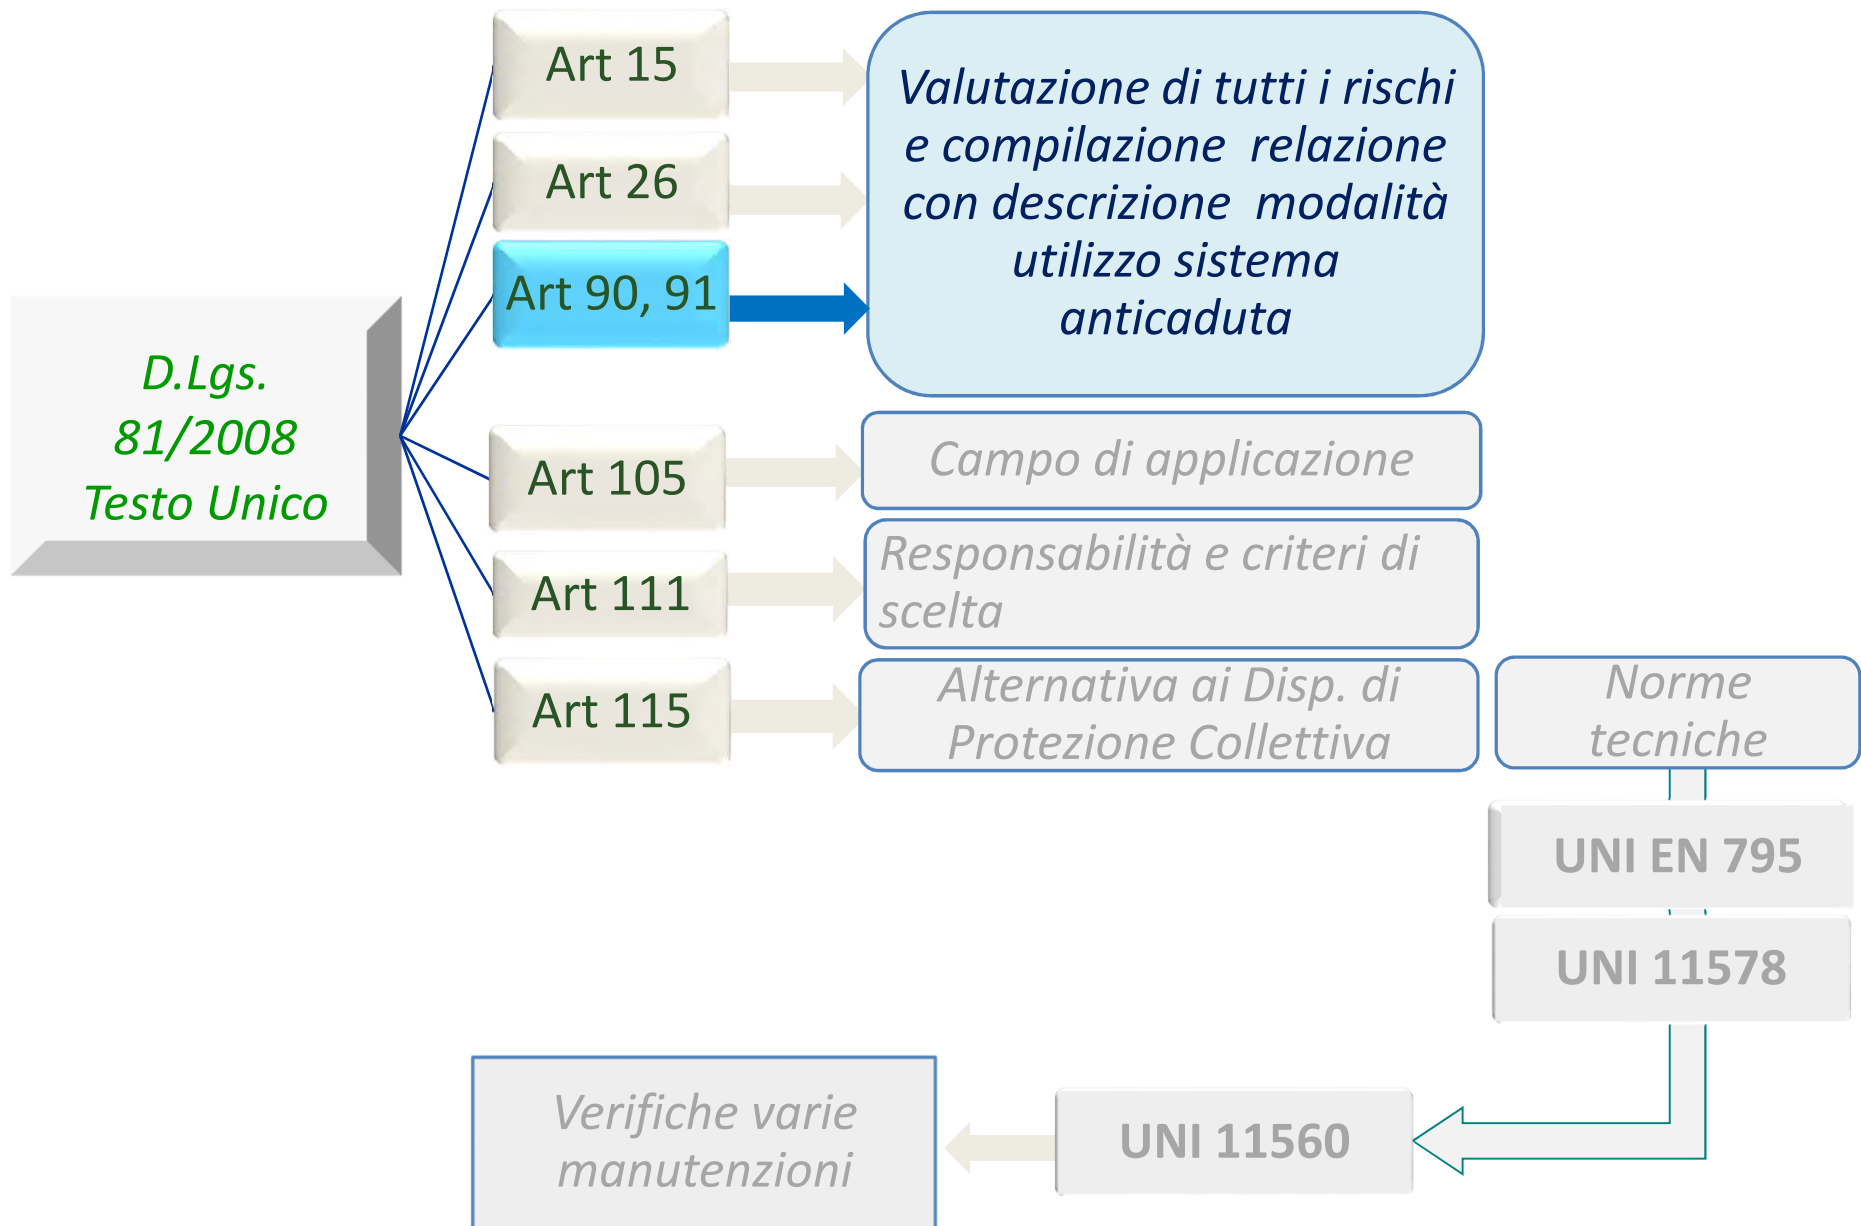 D.Lgs.
81/2008
Testo Unico
Art 15
Art 26
Art 90, 91
Valutazione di tutti i rischi
e compilazione relazione
con descrizione modalità
utilizzo sistema
anticaduta
Art 105
Campo di applicazione
Art 111
Responsabilità e criteri di
scelta
Art 115
Alternativa ai Disp. di
Protezione Collettiva
Norme
tecniche
UNI EN 795
UNI 11578
UNI 11560
Verifiche varie
manutenzioni